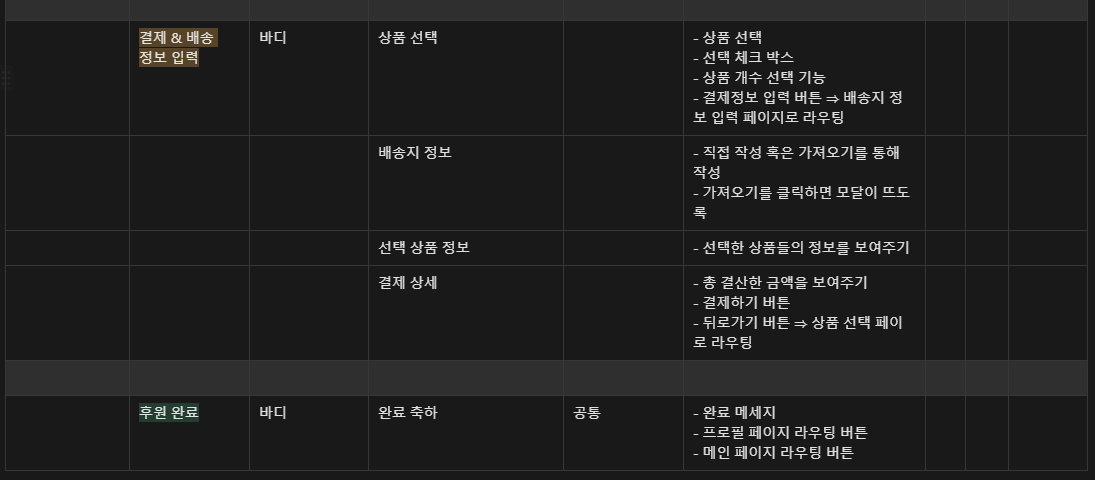 결제 & 배송
정보 입력
바디
상품 선택
- 상품 선택
- 선택 체크 박스
- 상품 개수 선택 기능
- 결제정보 입력 버튼 ⇒ 배송지 정
보 입력 페이지로 라우팅
배송지 정보
- 직접 작성 혹은 가져오기를 통해
작성
- 가져오기를 클릭하면 모달이 뜨도
록
선택 상품 정보
- 선택한 상품들의 정보를 보여주기
결제 상세
- 총 결산한 금액을 보여주기
- 결제하기 버튼
- 뒤로가기 버튼 ⇒ 상품 선택 페이
로 라우팅
후원 완료
바디
완료 축하
공통
- 완료 메세지
- 프로필 페이지 라우팅 버튼
- 메인 페이지 라우팅 버튼